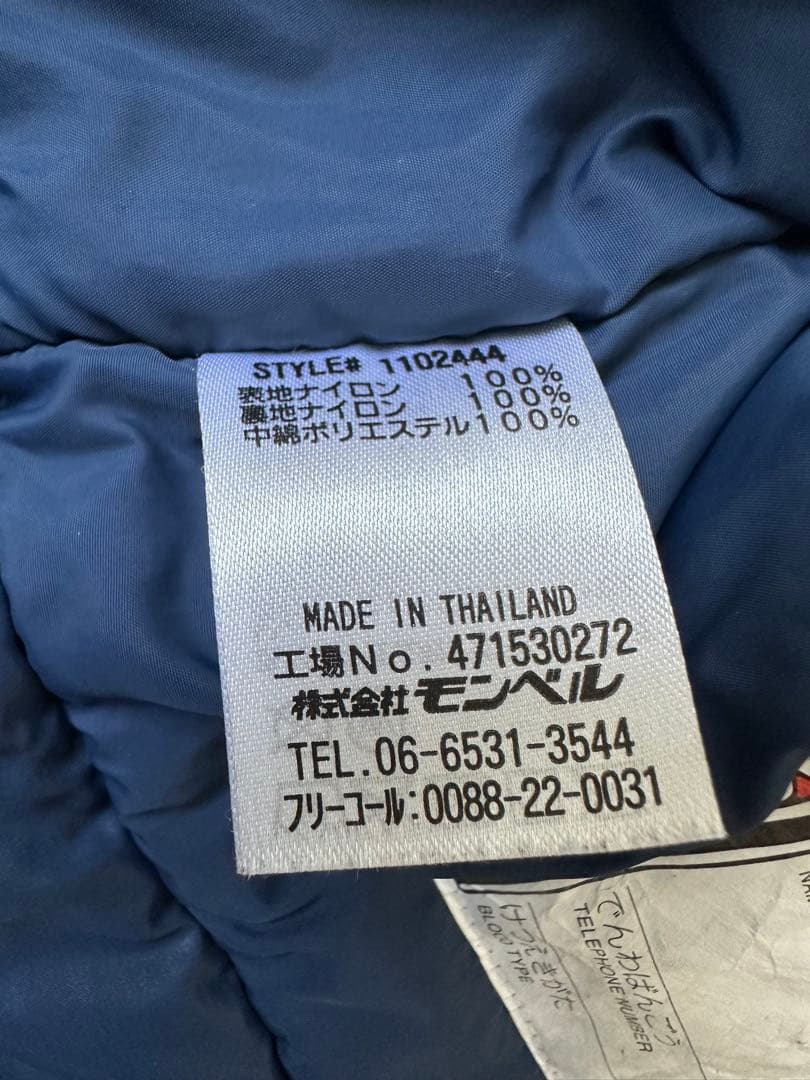 STYLE# 1102444
表地ナイロン 100%
裏地ナイロン 100%
中綿ポリエステル100%
MADE IN THAILAND
工場No. 471530272
株式会社モンベル
TEL.06-6531-3544
フリーコール:0088-22-0031
でんわばんごう
TELEPHONE NUMBER
けつえきがた
BLOOD TYPE